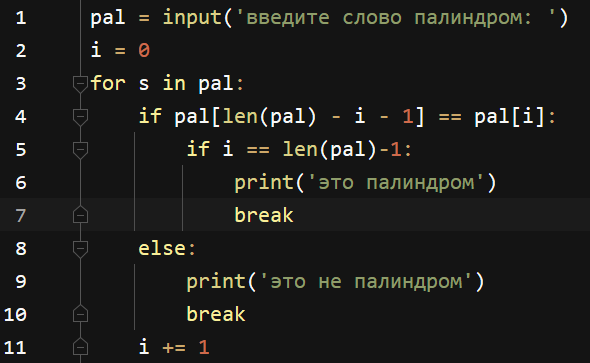 1 pal = input('введите слово палиндром: ')
2 i = 0
3 for s in pal:
4     if pal[len(pal) - i - 1] == pal[i]:
5         if i == len(pal)-1:
6             print('это палиндром')
7             break
8     else:
9         print('это не палиндром')
10         break
11     i += 1